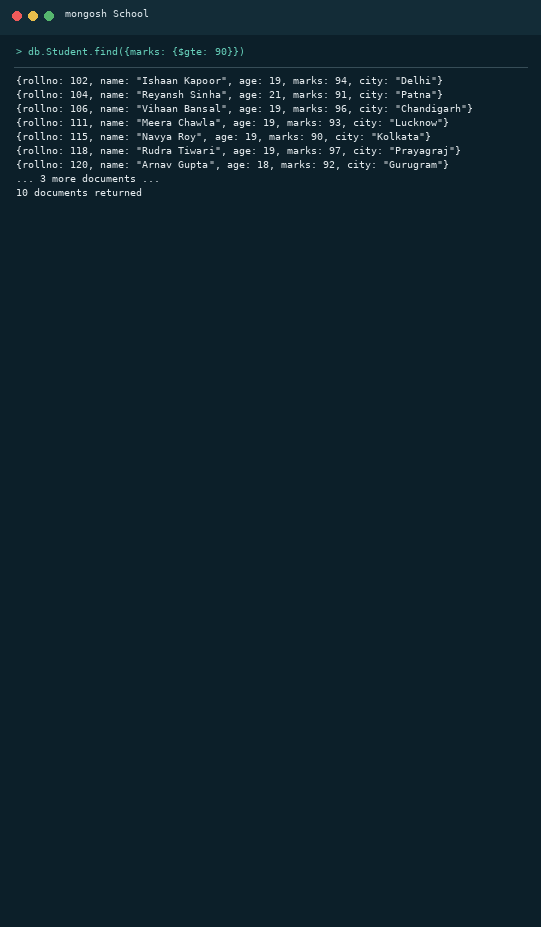 mongosh School
> db.Student.find({marks: {$gte: 90}})
{rollno: 102, name: "Ishaan Kapoor", age: 19, marks: 94, city: "Delhi"}
{rollno: 104, name: "Reyansh Sinha", age: 21, marks: 91, city: "Patna"}
{rollno: 106, name: "Vihaan Bansal", age: 19, marks: 96, city: "Chandigarh"}
{rollno: 111, name: "Meera Chawla", age: 19, marks: 93, city: "Lucknow"}
{rollno: 115, name: "Navya Roy", age: 19, marks: 90, city: "Kolkata"}
{rollno: 118, name: "Rudra Tiwari", age: 19, marks: 97, city: "Prayagraj"}
{rollno: 120, name: "Arnav Gupta", age: 18, marks: 92, city: "Gurugram"}
... 3 more documents ...
10 documents returned